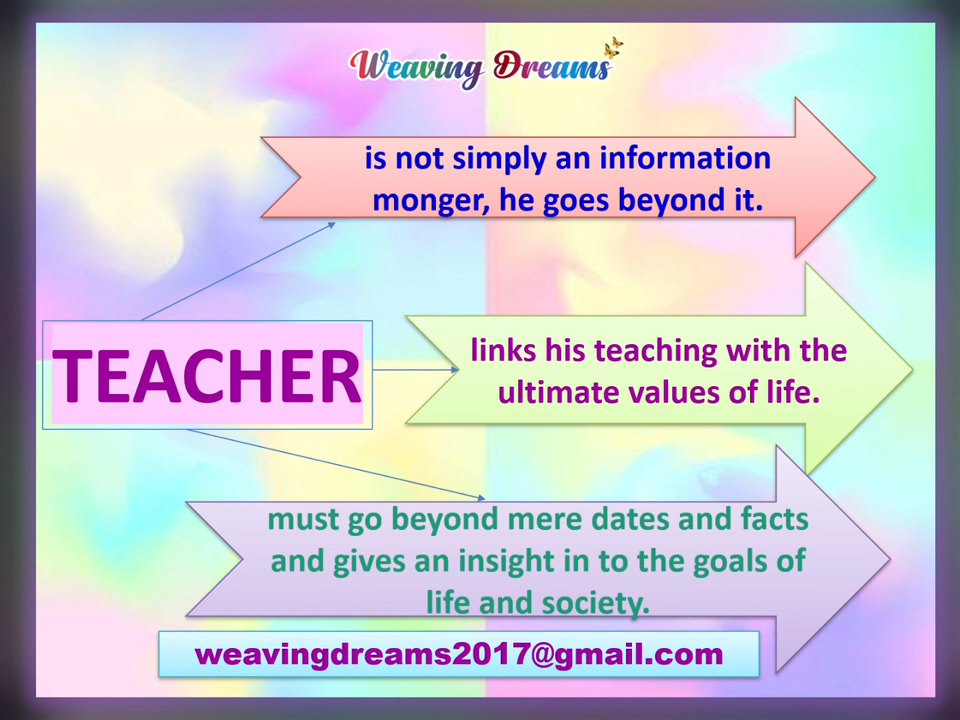 Weaving Dreams
is not simply an information
monger, he goes beyond it.
TEACHER
links his teaching with the
ultimate values of life.
must go beyond mere dates and facts
and gives an insight in to the goals of
life and society.
weavingdreams2017@gmail.com